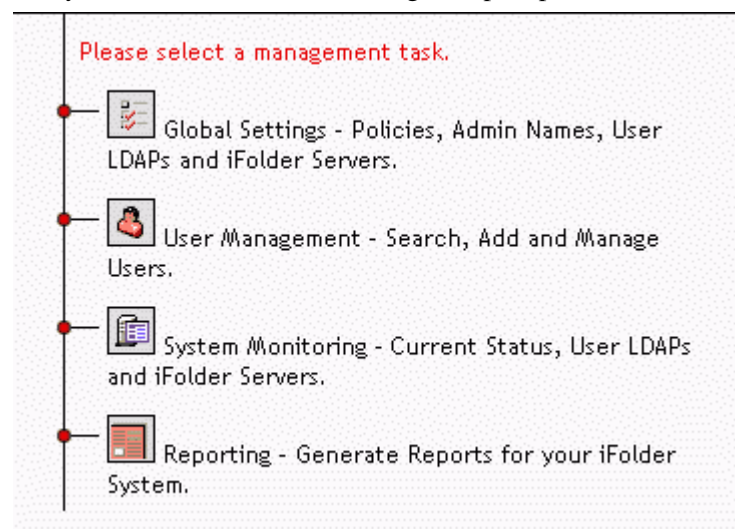 Please select a management task.
Global Settings - Policies, Admin Names, User
LDAPs and iFolder Servers.
User Management - Search, Add and Manage
Users.
System Monitoring - Current Status, User LDAPs
and iFolder Servers.
Reporting - Generate Reports for your iFolder
System.